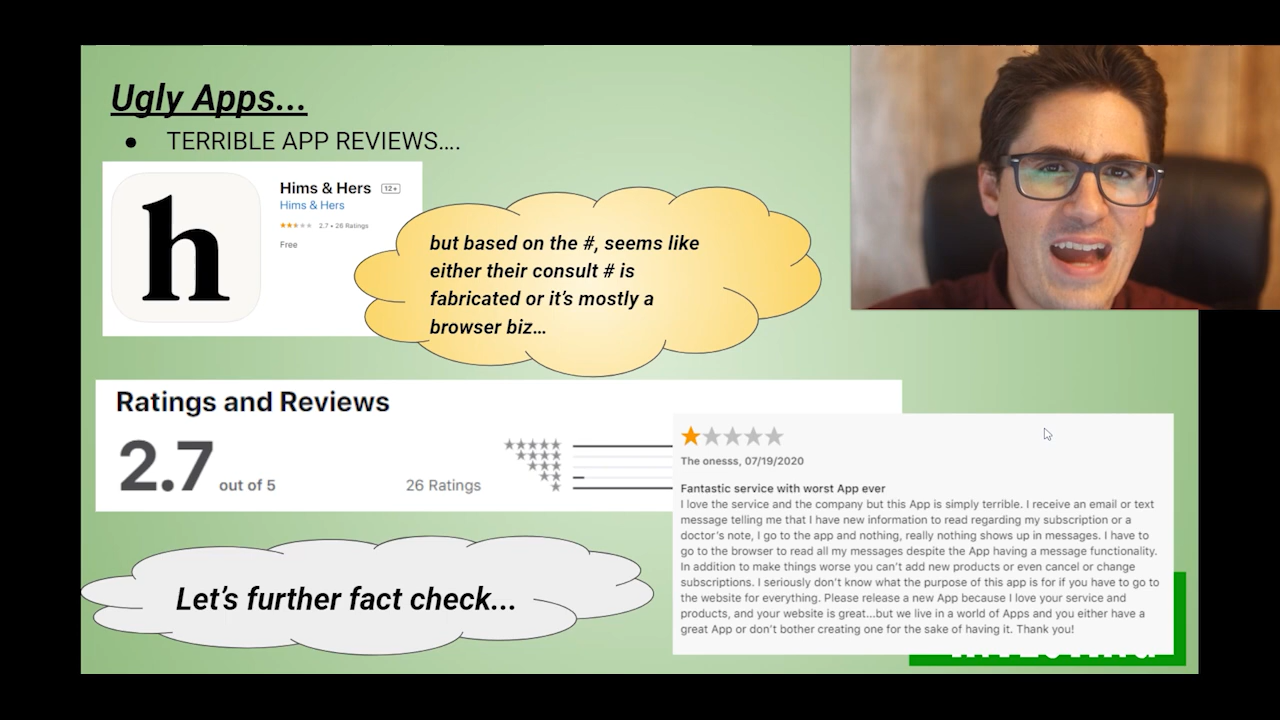 Ugly Apps...
● TERRIBLE APP REVIEWS....
h
Hims & Hers 12+
Hims & Hers
2.7 • 26 Ratings
Free
but based on the #, seems like
either their consult # is
fabricated or it's mostly a
browser biz...
Ratings and Reviews
2.7 out of 5
26 Ratings
The onesss, 07/19/2020
Fantastic service with worst App ever
I love the service and the company but this App is simply terrible. I receive an email or text
message telling me that I have new information to read regarding my subscription or a
doctor's note, I go to the app and nothing, really nothing shows up in messages. I have to
go to the browser to read all my messages despite the App having a message functionality.
In addition to make things worse you can't add new products or even cancel or change
subscriptions. I seriously don't know what the purpose of this app is for if you have to go to
the website for everything. Please release a new App because I love your service and
products, and your website is great...but we live in a world of Apps and you either have a
great App or don't bother creating one for the sake of having it. Thank you!
Let's further fact check...